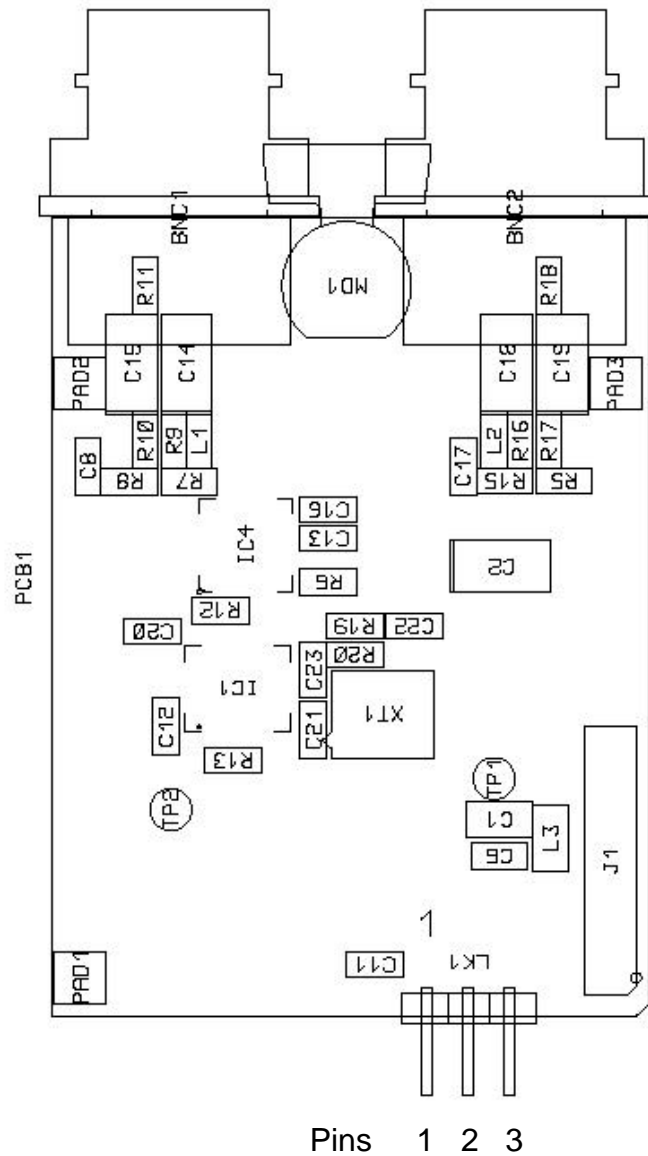 BNC1
BNC2
MD1
R11
R18
C15
C14
C18
C19
PAD2
PAD3
R10
R9
L1
L2
R16
R17
C8
C17
R8
R7
R15
R5
C16
IC4
C13
C2
PCB1
R6
R12
C20
R19
C22
R20
C23
IC1
C12
C21
XT1
R13
TP1
TP2
C1
L3
C6
J1
1
PAD1
C11
LK1
Pins 1 2 3